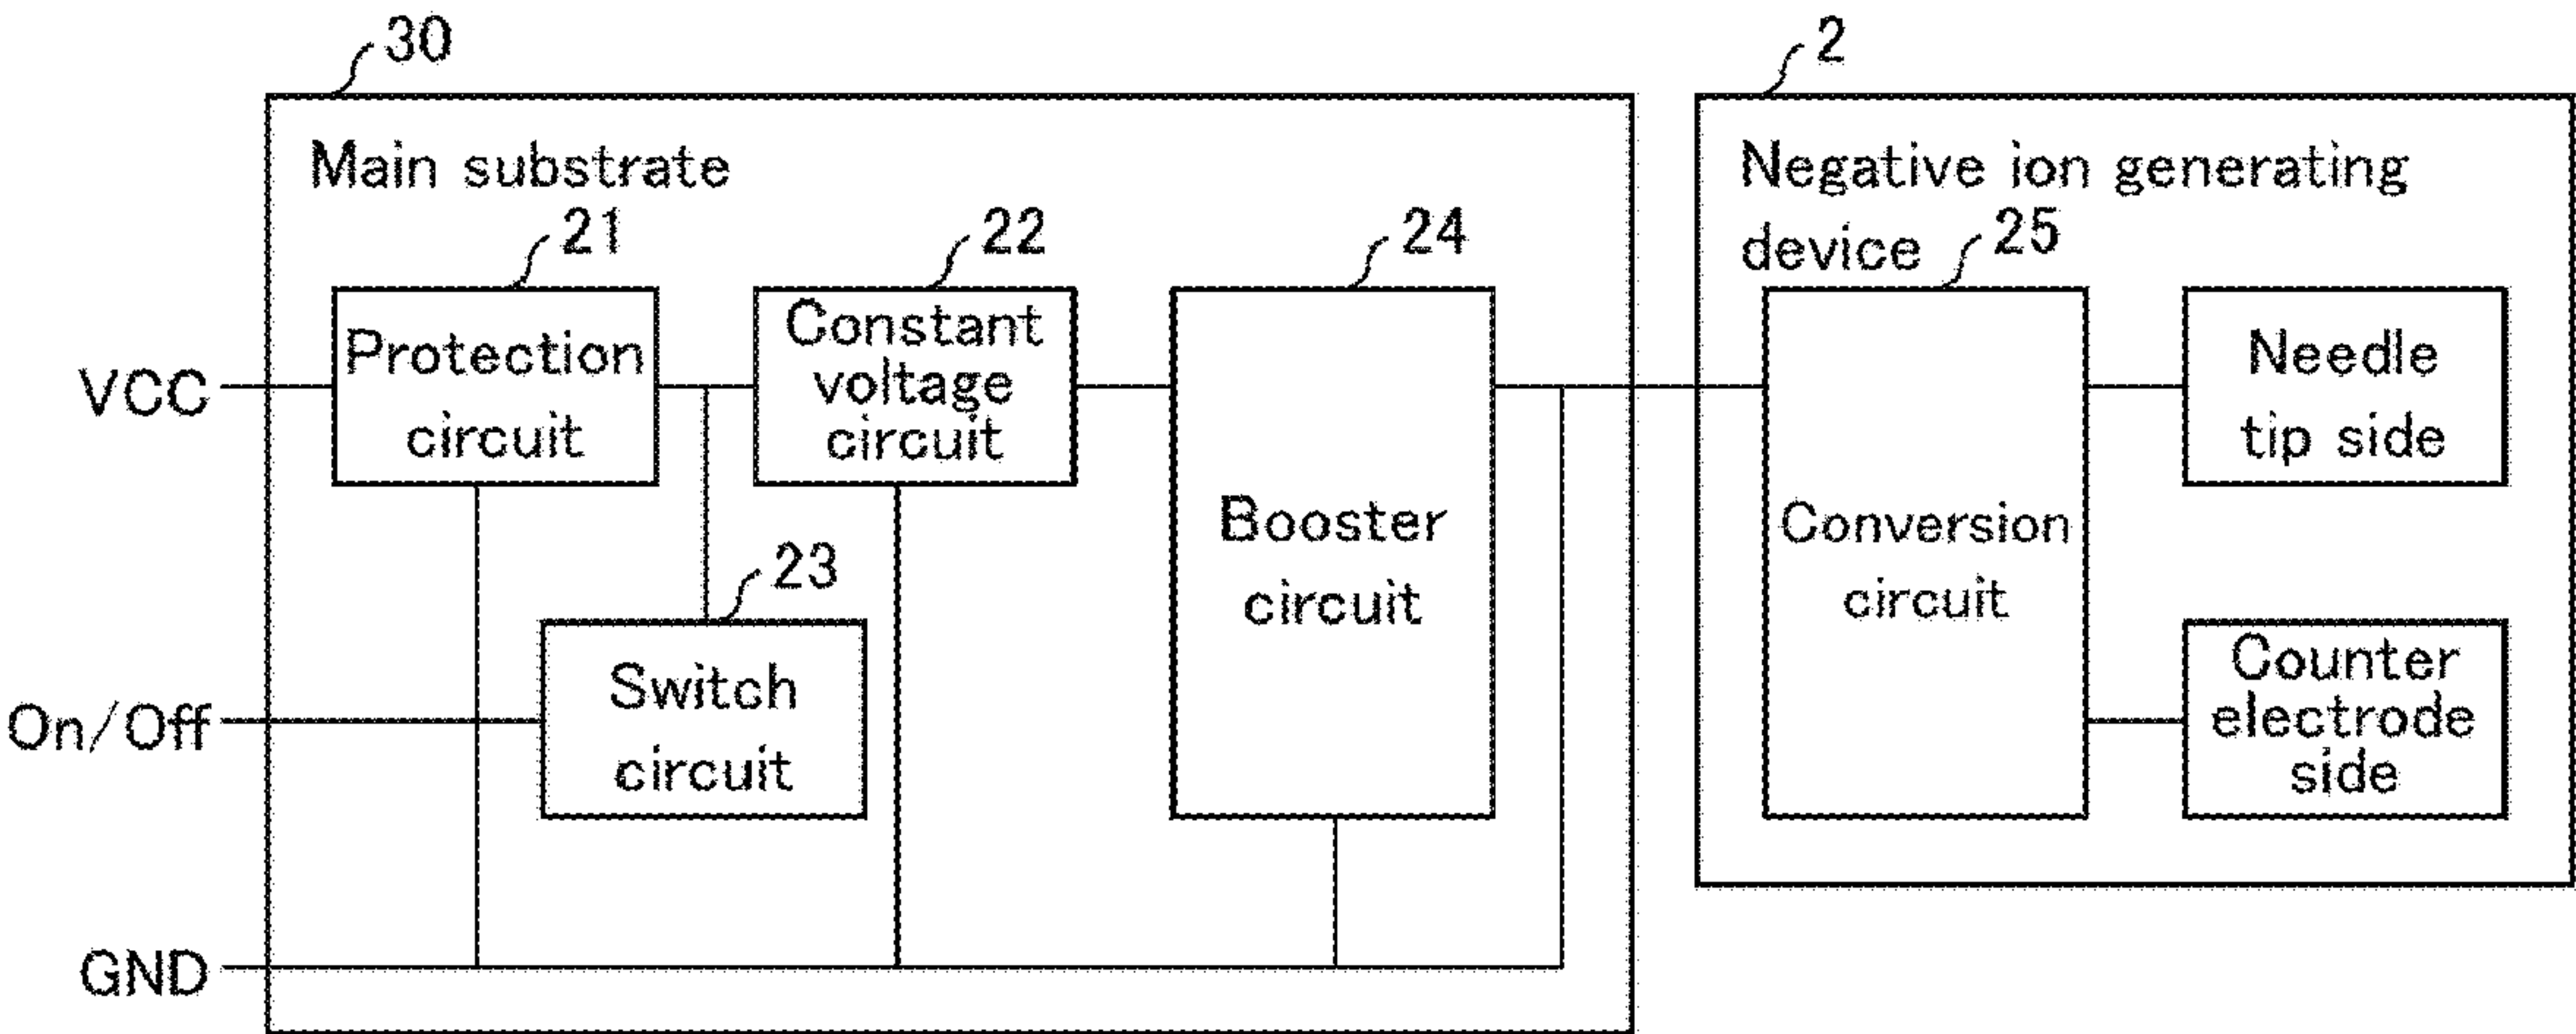 30
2
Main substrate
Negative ion generating
device
21
22
24
25
Protection
circuit
Constant
voltage
circuit
Booster
circuit
Conversion
circuit
Needle
tip side
VCC
23
Switch
circuit
Counter
electrode
side
On/Off
GND